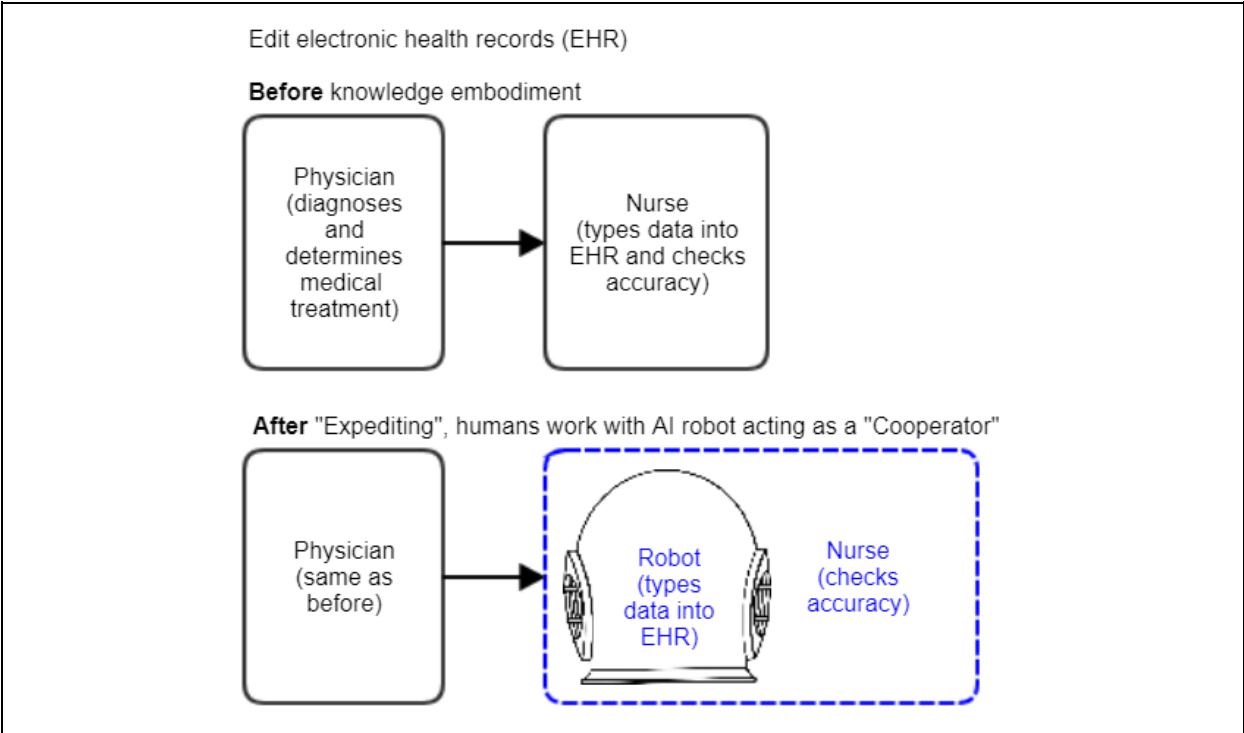 Edit electronic health records (EHR)
Before knowledge embodiment
Physician
(diagnoses
and
determines
medical
treatment)
Nurse
(types data into
EHR and checks
accuracy)
After "Expediting", humans work with AI robot acting as a "Cooperator"
Physician
(same as
before)
Robot
(types
data into
EHR)
Nurse
(checks
accuracy)